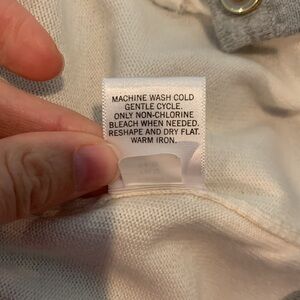 MACHINE WASH COLD
GENTLE CYCLE.
ONLY NON-CHLORINE
BLEACH WHEN NEEDED.
RESHAPE AND DRY FLAT.
WARM IRON.